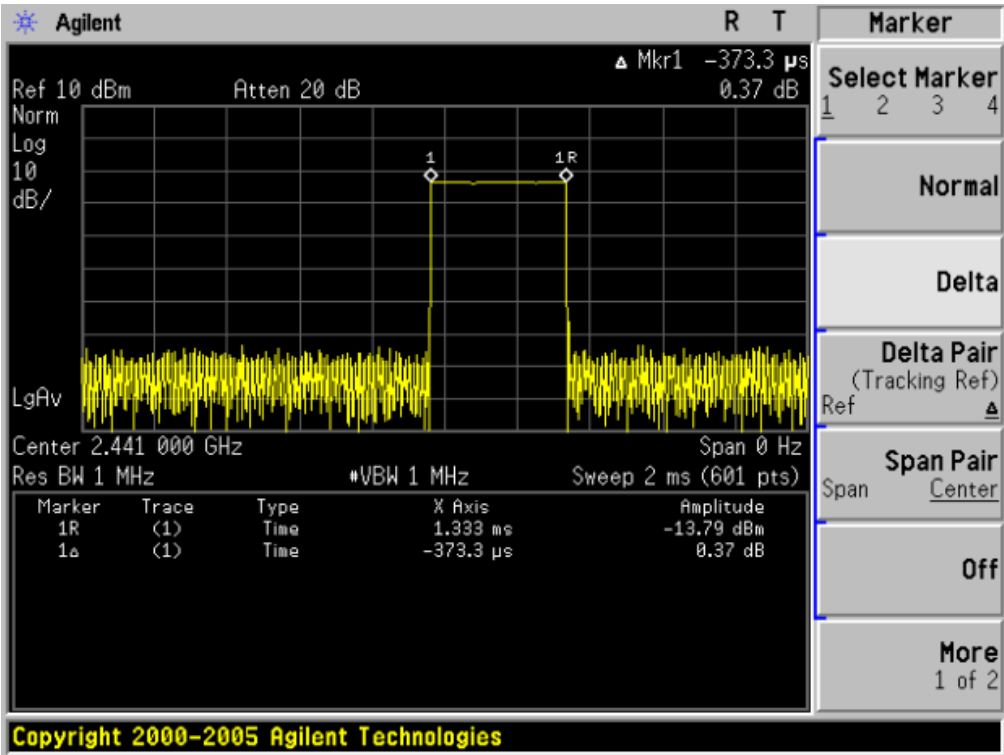 Agilent R T
Δ Mkr1 -373.3 µs
Ref 10 dBm Atten 20 dB 0.37 dB
Norm
Log
10
dB/
1 1R
LgAv
Center 2.441 000 GHz Span 0 Hz
Res BW 1 MHz #VBW 1 MHz Sweep 2 ms (601 pts)
Marker Trace Type X Axis Amplitude
1R (1) Time 1.333 ms -13.79 dBm
1Δ (1) Time -373.3 µs 0.37 dB
Marker
Select Marker
1 2 3 4
Normal
Delta
Delta Pair
(Tracking Ref)
Ref Δ
Span Pair
Span Center
Off
More
1 of 2
Copyright 2000-2005 Agilent Technologies